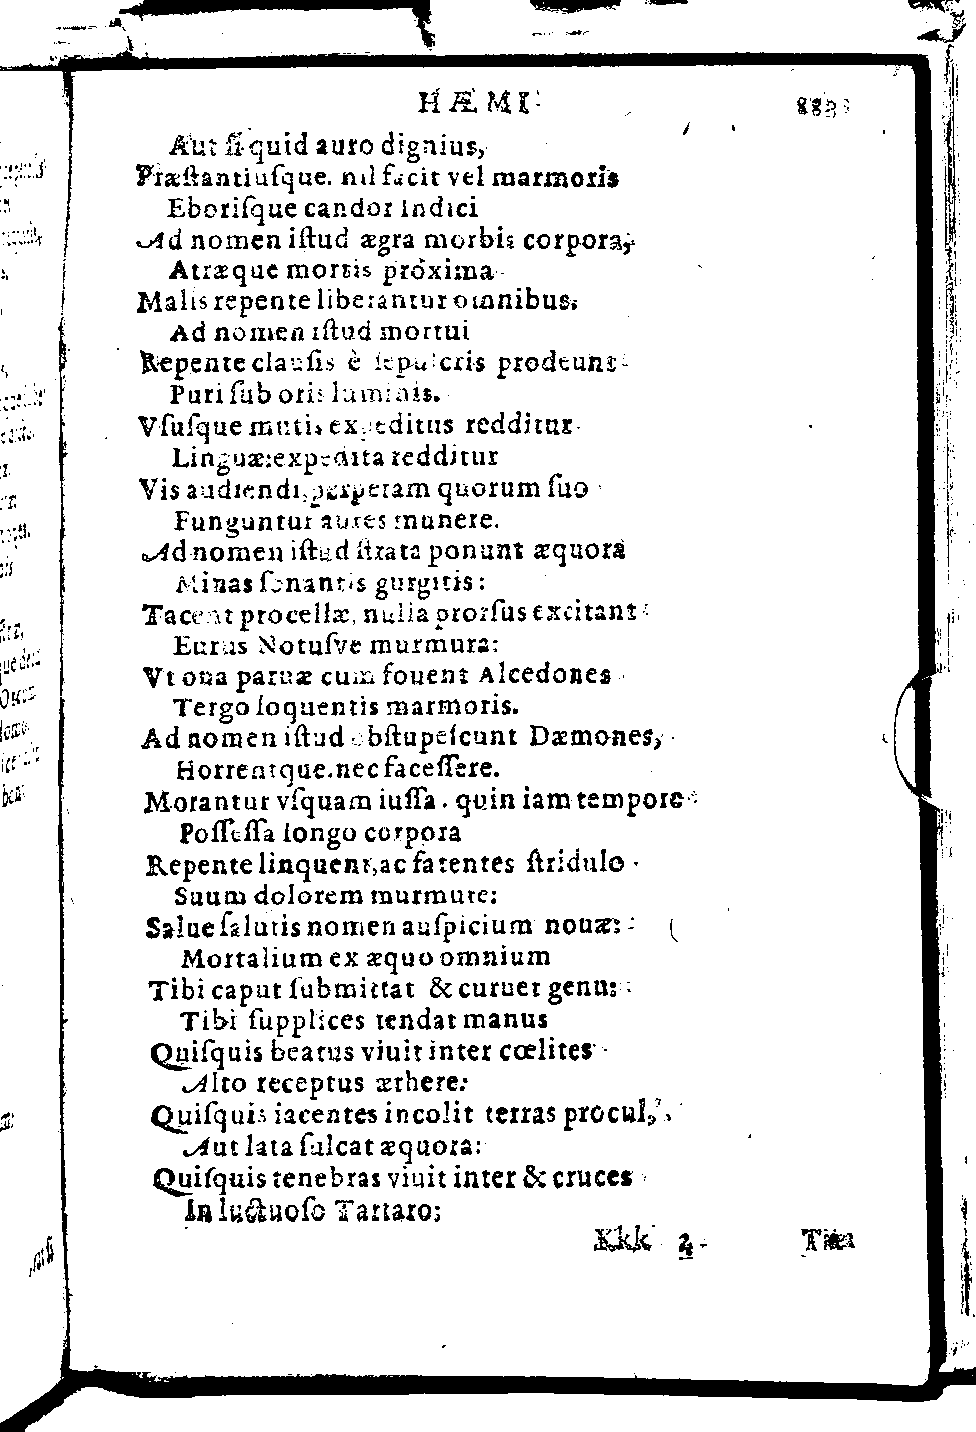 HÆMI
883
Aut ſi quid auro dignius,
Præſtantiuſque. nil facit vel marmoris
Eboriſque candor Indici
Ad nomen iſtud ægra morbis corpora,
Atræque mortis próxima
Malis repente liberantur omnibus,
Ad nomen iſtud mortui
Repente clauſis è ſepulcris prodeunt
Puri ſub oris luminis.
Vſuſque mutis expeditus redditur
Linguæ: expedita redditur
Vis audiendi, perperam quorum ſuo
Funguntur aures munere.
Ad nomen iſtud ſtrata ponunt æquora
Minas ſonantis gurgitis:
Tacent procellæ, nulla prorſus excitant
Eurus Notuſve murmura:
Vt oua paruæ cum fouent Alcedones
Tergo loquentis marmoris.
Ad nomen iſtud obſtupeſcunt Dæmones,
Horrentque. nec faceſſere.
Morantur vſquam iuſſa. quin iam tempore
Poſſeſſa longo corpora
Repente linquent, ac fatentes ſtridulo
Suum dolorem murmure:
Salue ſalutis nomen auſpicium nouæ:
Mortalium ex æquo omnium
Tibi caput ſubmittat & curuet genu:
Tibi ſupplices tendat manus
Quiſquis beatus viuit inter cœlites
Alto receptus æthere:
Quiſquis iacentes incolit terras procul,
Aut lata ſulcat æquora:
Quiſquis tenebras viuit inter & cruces
In luctuoſo Tartaro;
Kkk 2